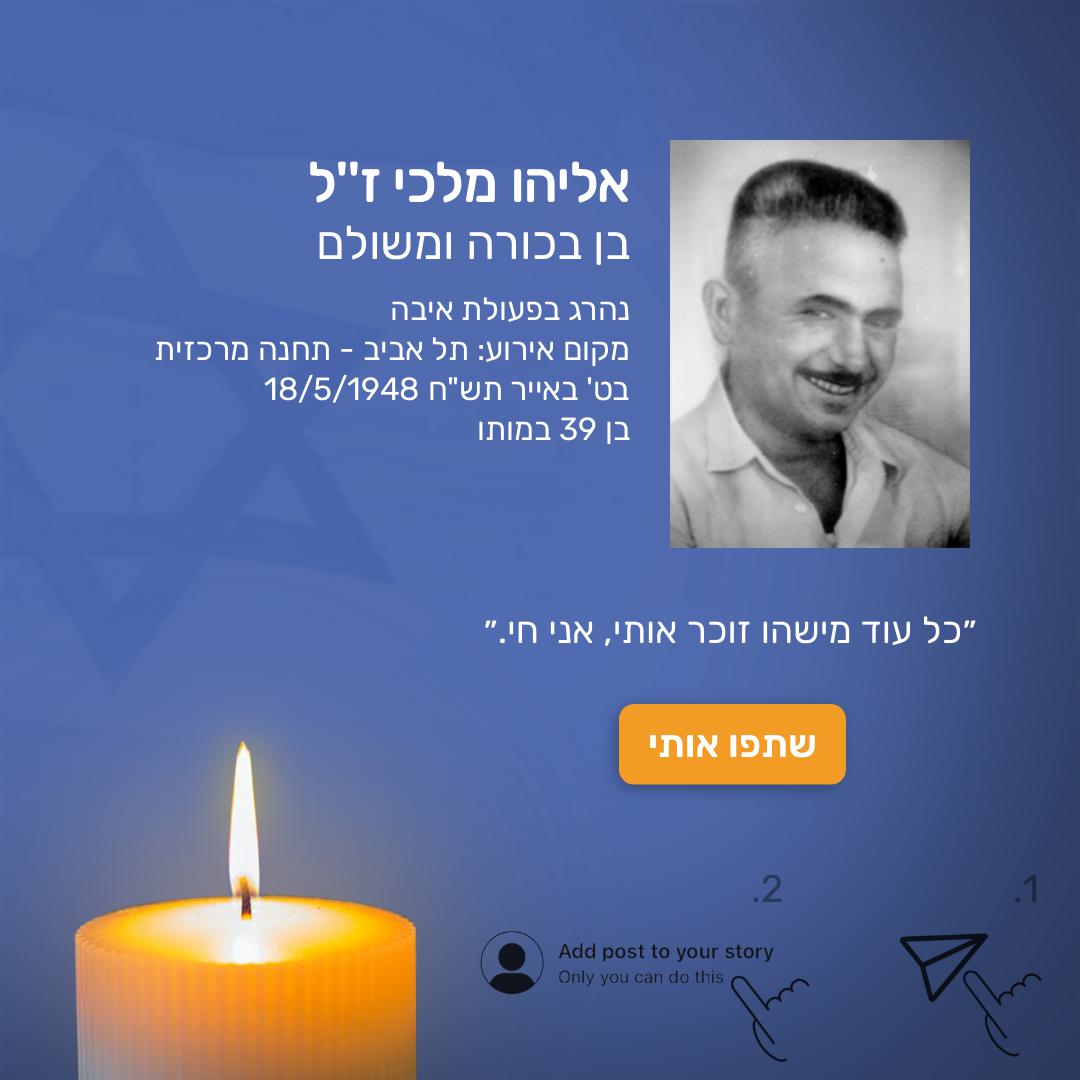 אליהו מלכי ז"ל
בן בכורה ומשולם
נהרג בפעולת איבה
מקום אירוע: תל אביב - תחנה מרכזית
בט' באייר תש"ח 18/5/1948
בן 39 במותו
״כל עוד מישהו זוכר אותי, אני חי.״
שתפו אותי
1.
2.
Add post to your story
Only you can do this